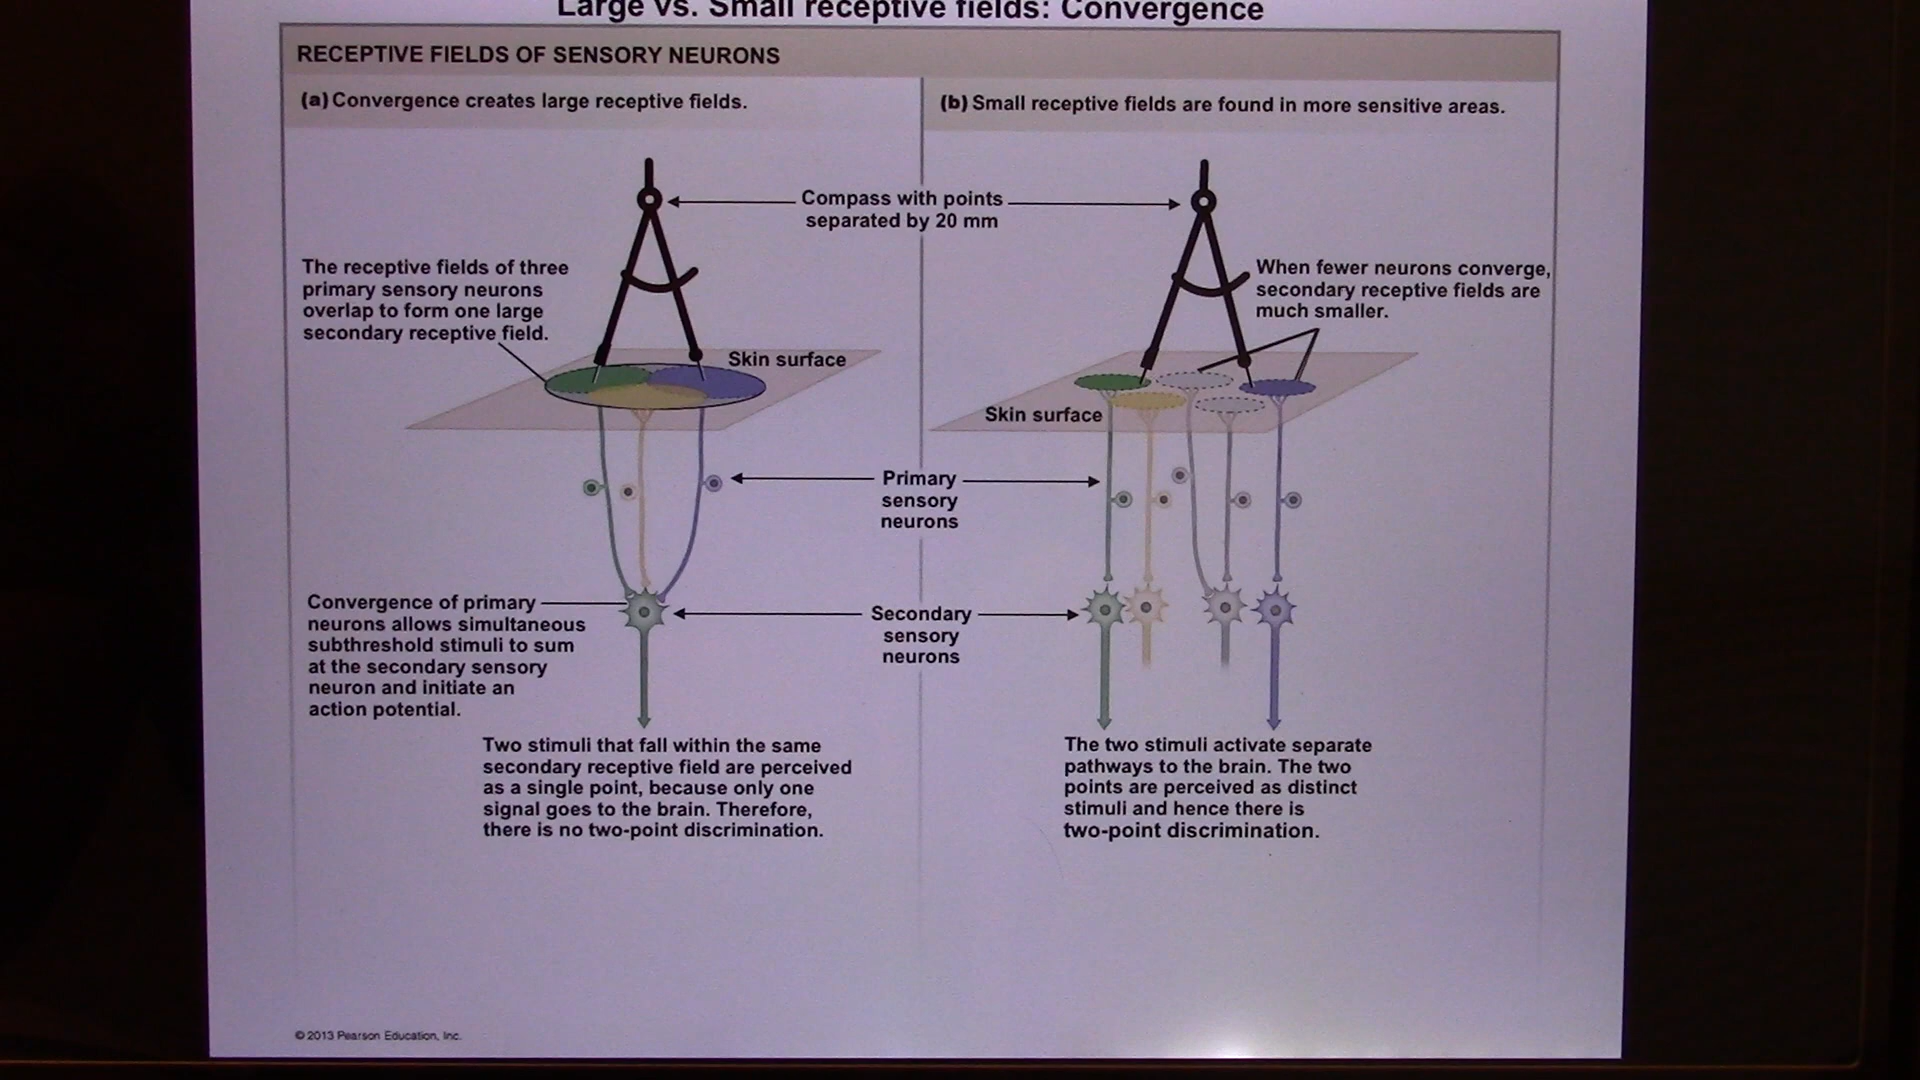 Large vs. Small receptive fields: Convergence
RECEPTIVE FIELDS OF SENSORY NEURONS
(a) Convergence creates large receptive fields.
(b) Small receptive fields are found in more sensitive areas.
Compass with points
separated by 20 mm
The receptive fields of three
primary sensory neurons
overlap to form one large
secondary receptive field.
When fewer neurons converge,
secondary receptive fields are
much smaller.
Skin surface
Skin surface
Primary
sensory
neurons
Convergence of primary
neurons allows simultaneous
subthreshold stimuli to sum
at the secondary sensory
neuron and initiate an
action potential.
Secondary
sensory
neurons
Two stimuli that fall within the same
secondary receptive field are perceived
as a single point, because only one
signal goes to the brain. Therefore,
there is no two-point discrimination.
The two stimuli activate separate
pathways to the brain. The two
points are perceived as distinct
stimuli and hence there is
two-point discrimination.
© 2013 Pearson Education, Inc.